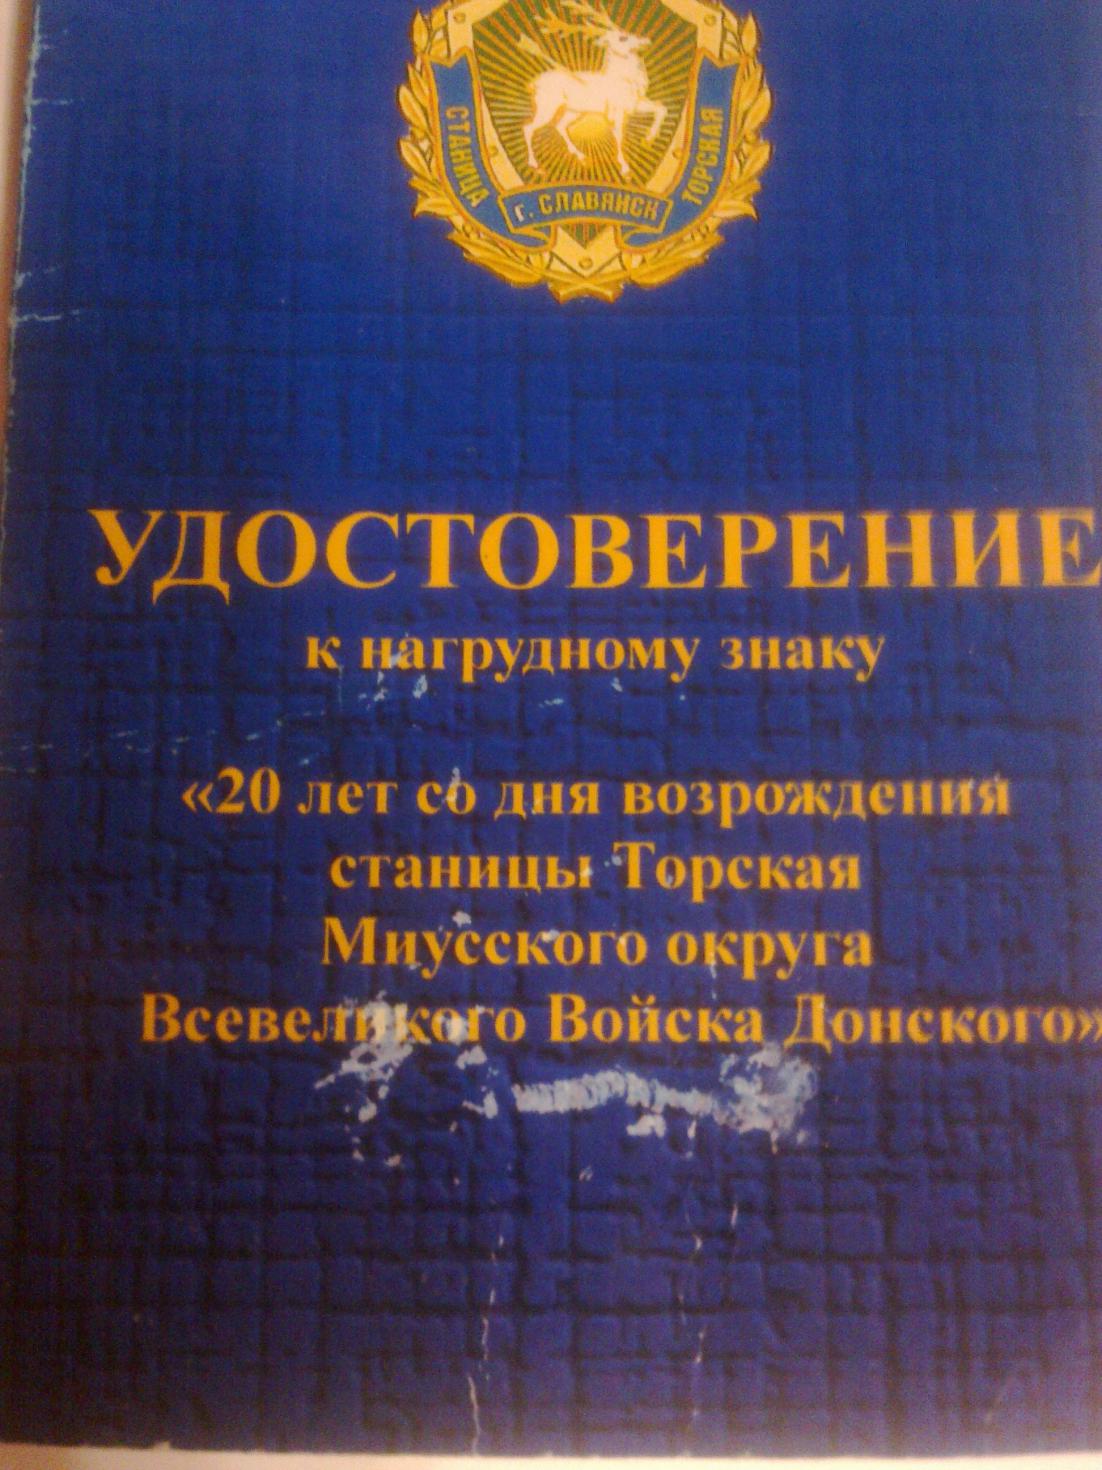 СТАНИЦА
ТОРСКАЯ
г. СЛАВЯНСК
УДОСТОВЕРЕНИЕ
к нагрудному знаку
«20 лет со дня возрождения
станицы Торская
Миусского округа
Всевеликого Войска Донского»